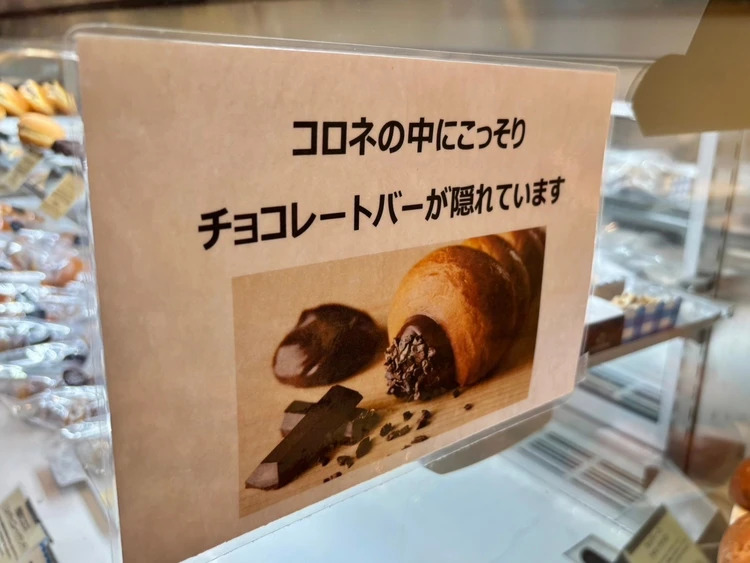 コロネの中にこっそり
チョコレートバーが隠れています